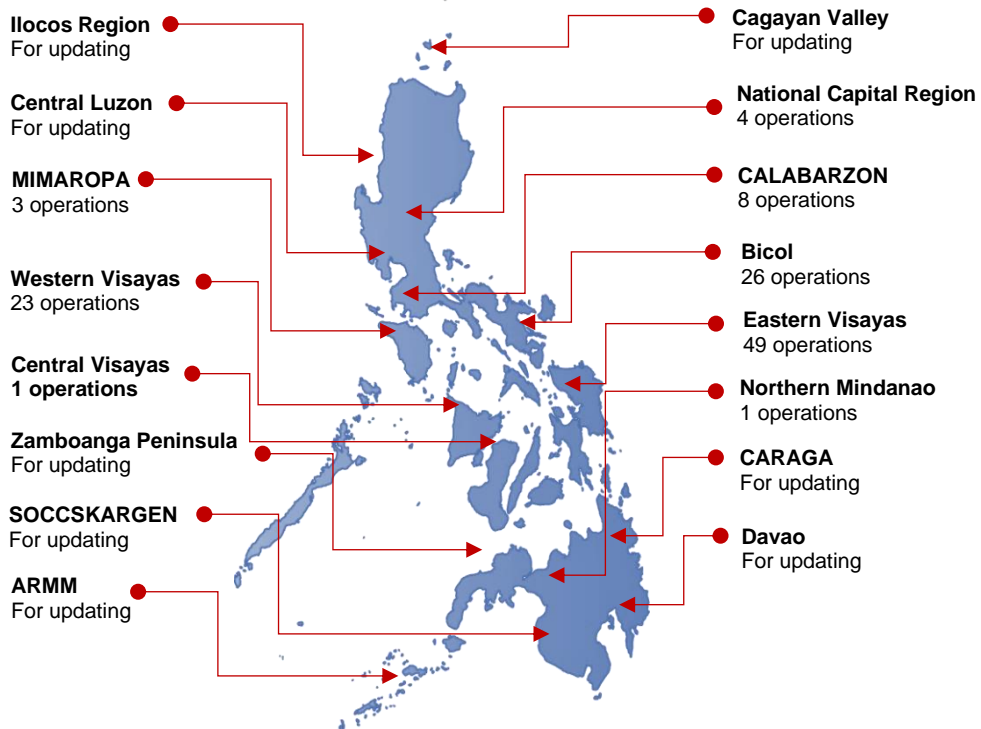 Ilocos Region
For updating
Central Luzon
For updating
MIMAROPA
3 operations
Western Visayas
23 operations
Central Visayas
1 operations
Zamboanga Peninsula
For updating
SOCCSKARGEN
For updating
ARMM
For updating
Cagayan Valley
For updating
National Capital Region
4 operations
CALABARZON
8 operations
Bicol
26 operations
Eastern Visayas
49 operations
Northern Mindanao
1 operations
CARAGA
For updating
Davao
For updating